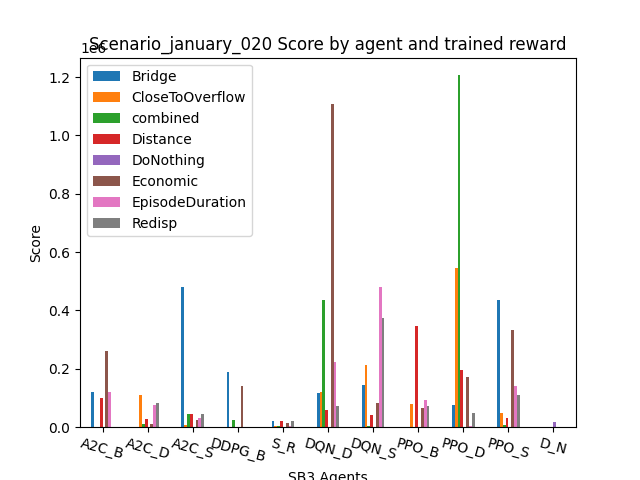 Scenario_january_020 Score by agent and trained reward
1e6
Bridge
CloseToOverflow
combined
Distance
DoNothing
Economic
EpisodeDuration
Redisp
1.2
1.0
0.8
0.6
0.4
0.2
0.0
Score
A2C_B A2C_D A2C_S DDPG_B S_R DQN_D DQN_S PPO_B PPO_D PPO_S D_N
SB3 Agents